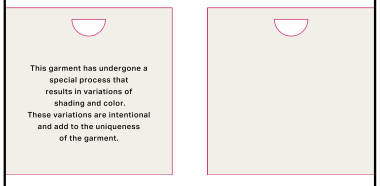 This garment has undergone a
special process that
results in variations of
shading and color.
These variations are intentional
and add to the uniqueness
of the garment.